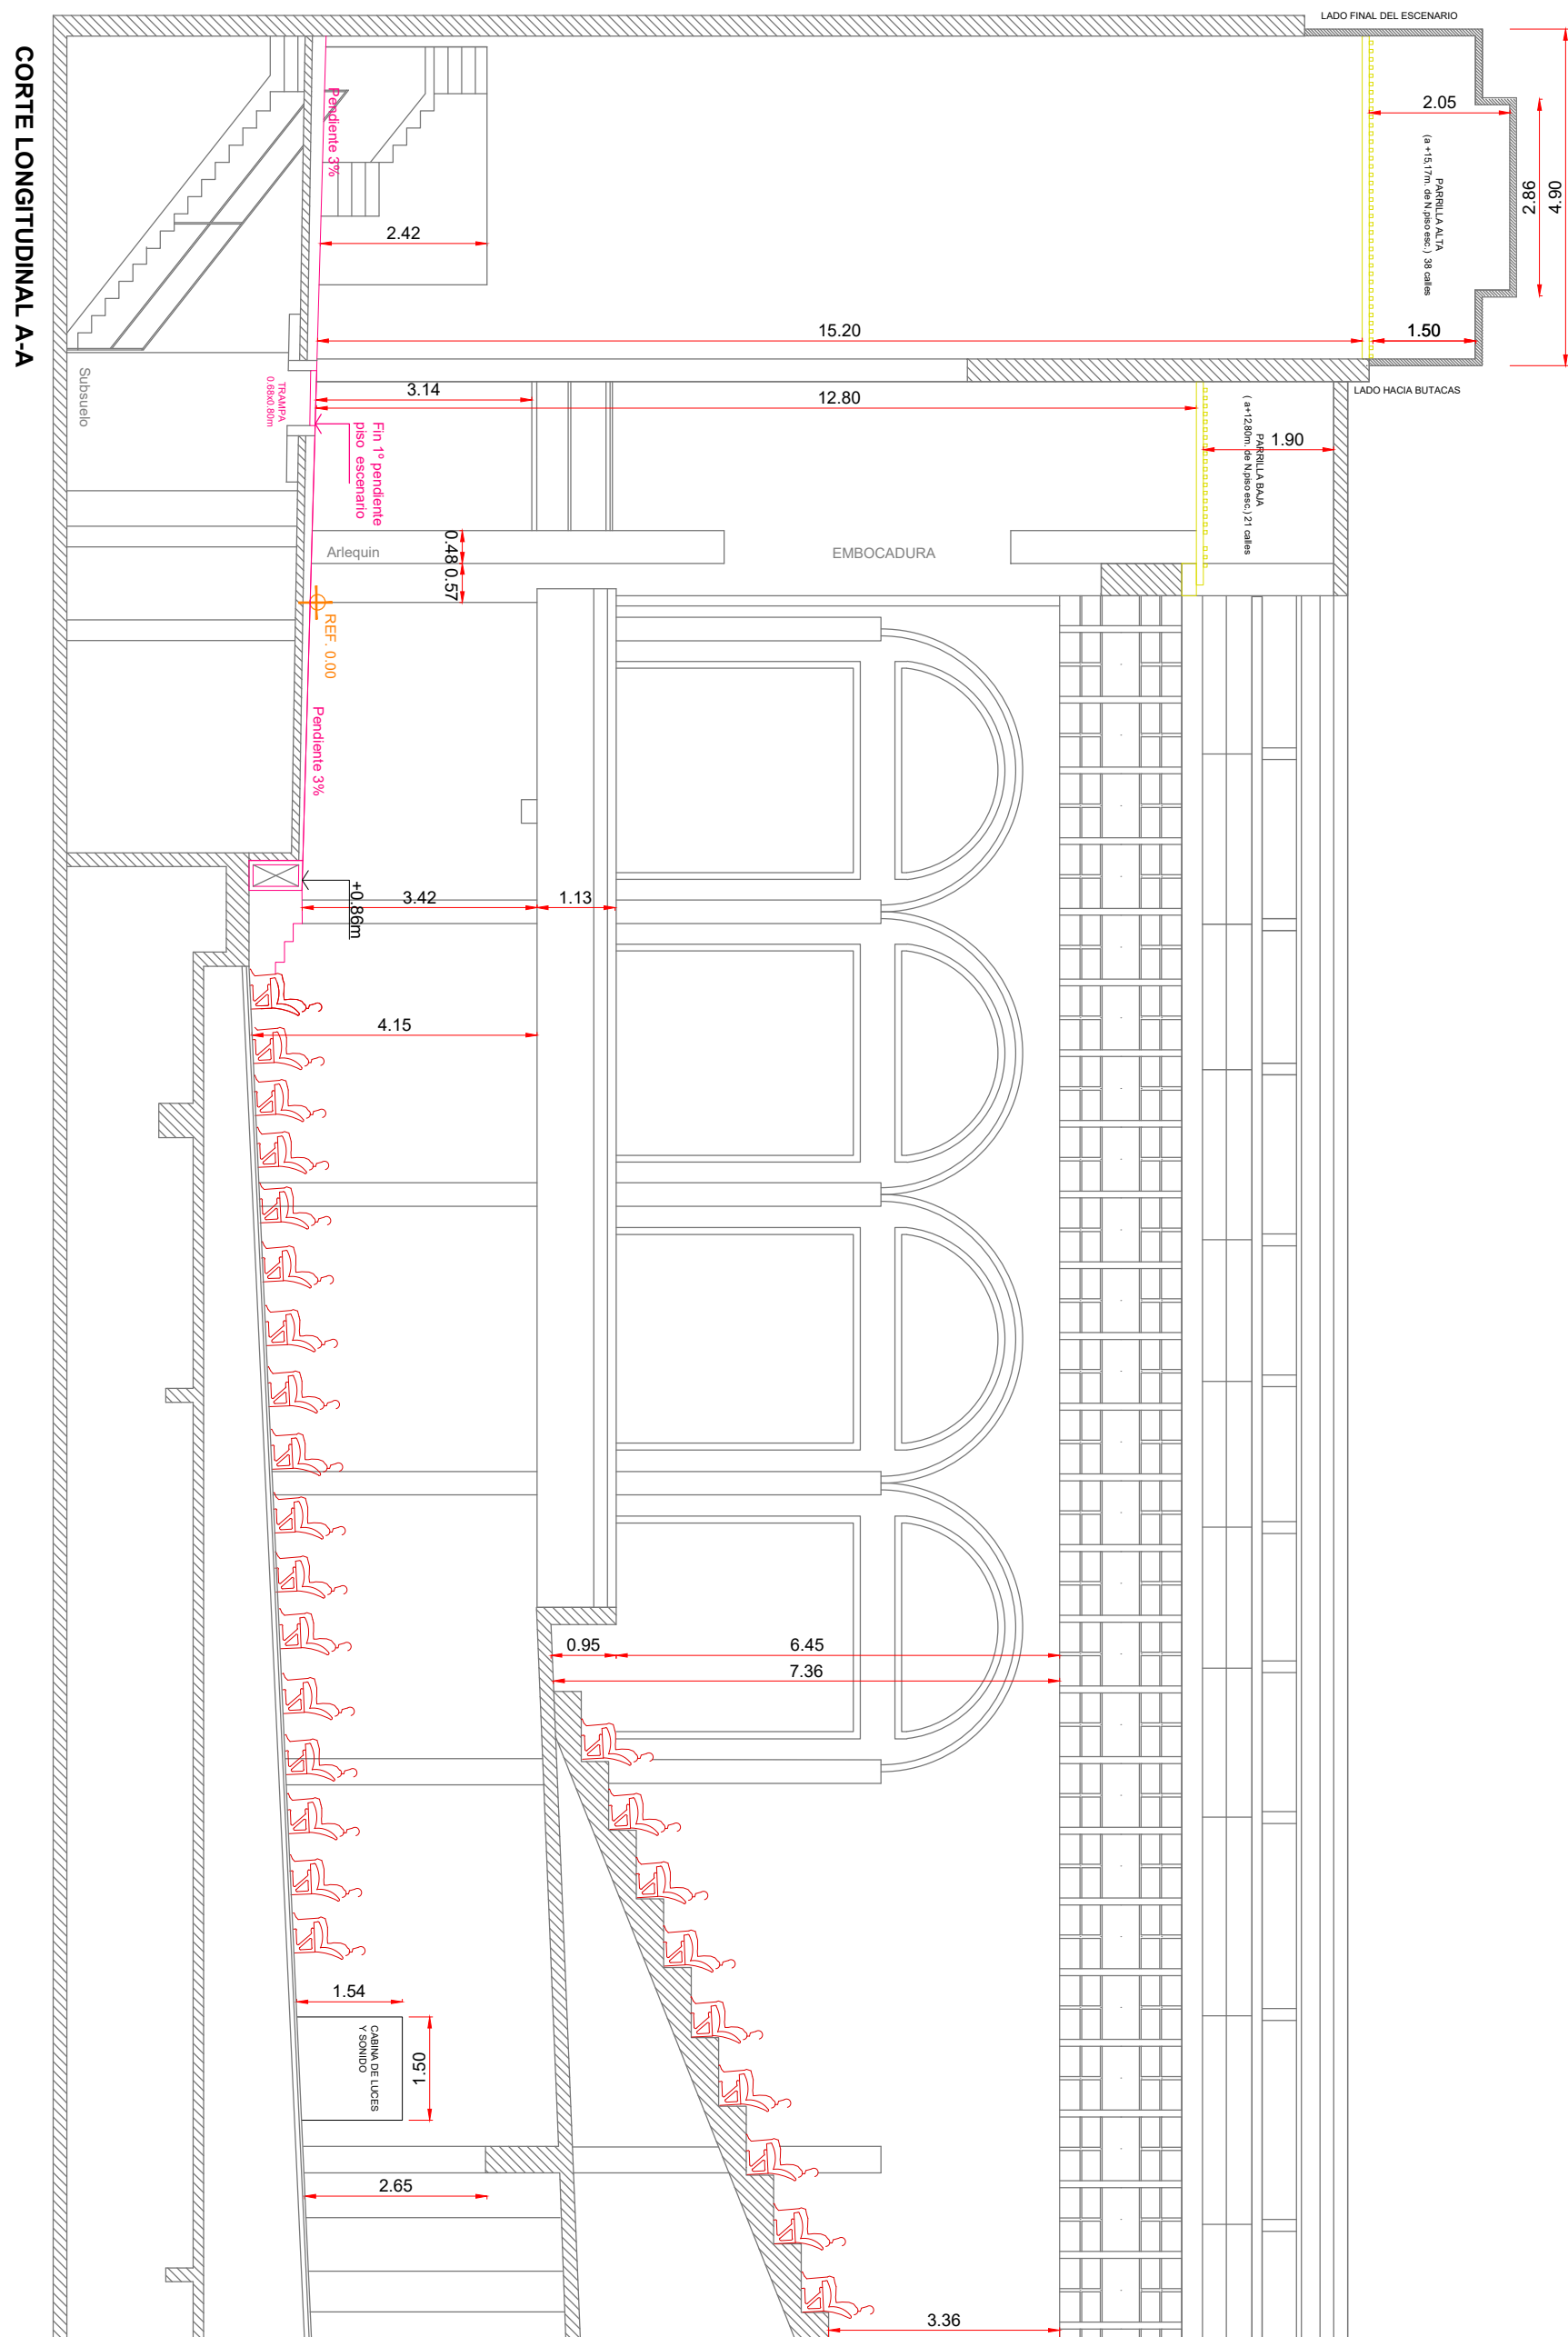 CORTE LONGITUDINAL A-A
LADO FINAL DEL ESCENARIO
4.90
2.86
2.05
PARRILLA ALTA
(a +15,17m. de N.piso esc.) 38 calles
Pendiente 3%
2.42
15.20
1.50
LADO HACIA BUTACAS
Subsuelo
TRAMPA
0.68x0.80m
3.14
12.80
Fin 1º pendiente
piso escenario
1.90
PARRILLA BAJA
( a+12,80m. de N.piso esc.) 21 calles
Arlequin
0.48
0.57
EMBOCADURA
REF. 0.00
Pendiente 3%
+0.86m
3.42
1.13
4.15
0.95
6.45
7.36
1.54
CABINA DE LUCES
Y SONIDO
1.50
2.65
3.36